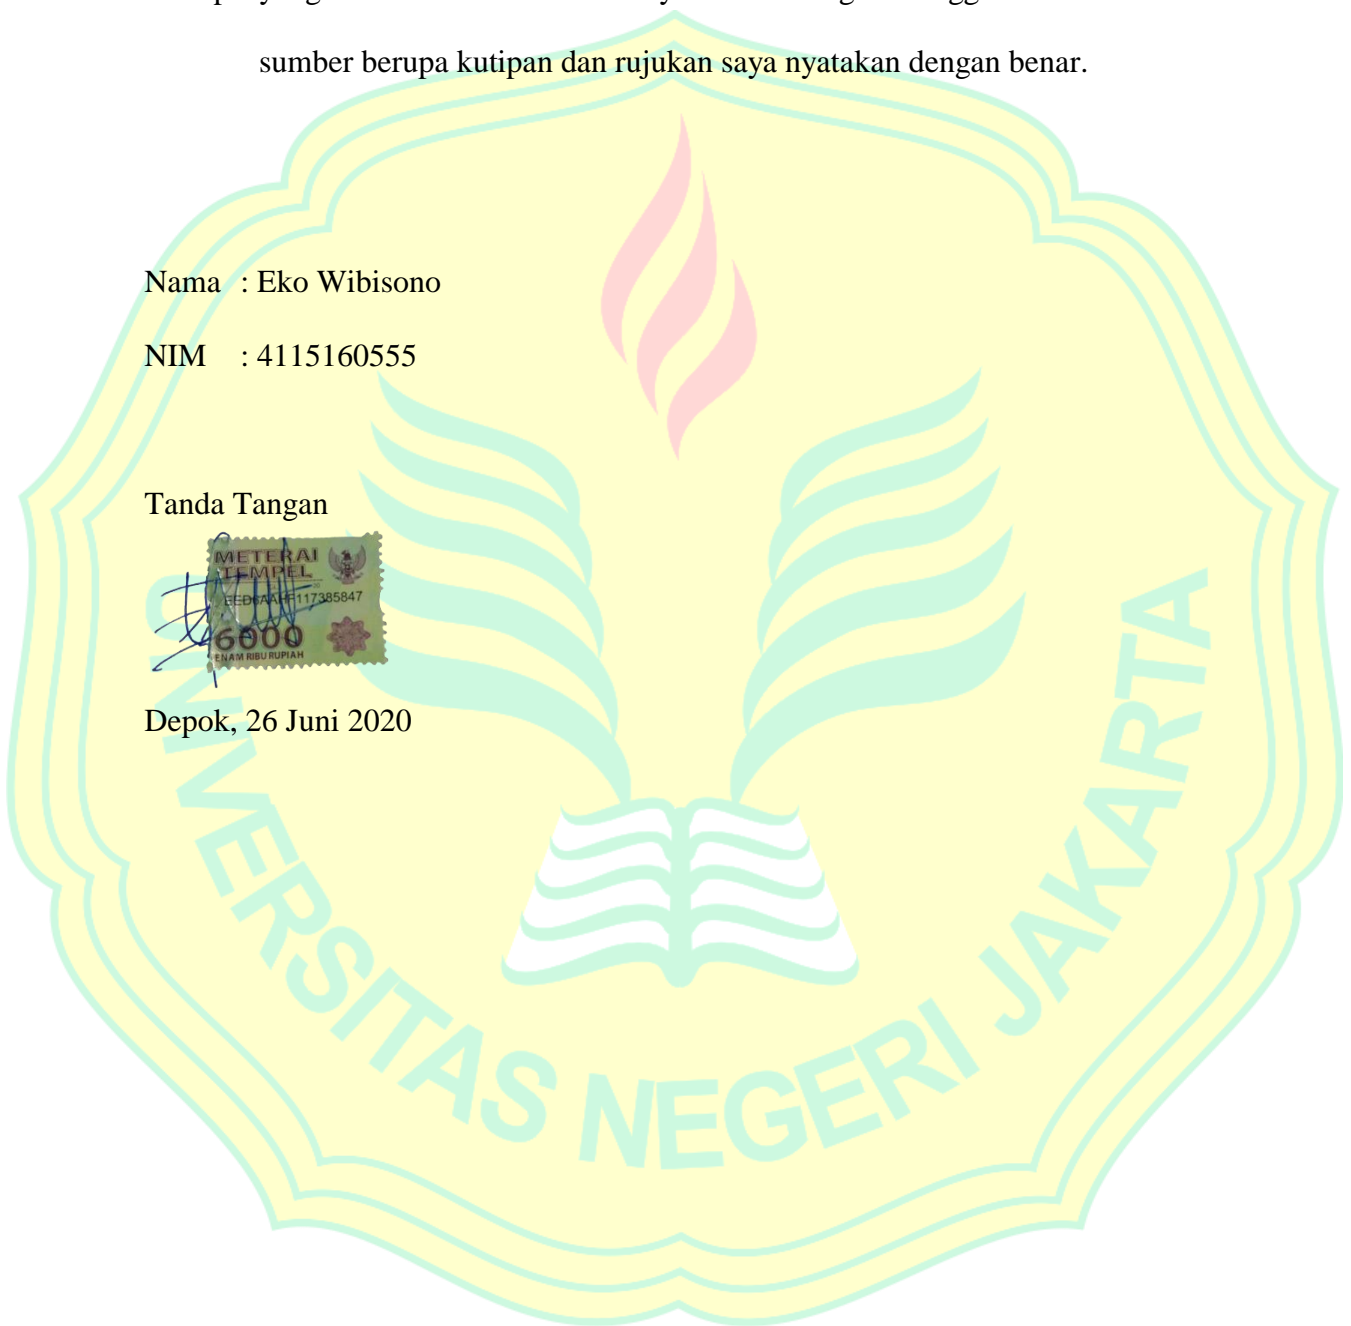 sumber berupa kutipan dan rujukan saya nyatakan dengan benar.
Nama : Eko Wibisono
NIM : 4115160555
Tanda Tangan
METERAI
TEMPEL
117385847
6000
ENAM RIBU RUPIAH
Depok, 26 Juni 2020
UNIVERSITAS NEGERI JAKARTA